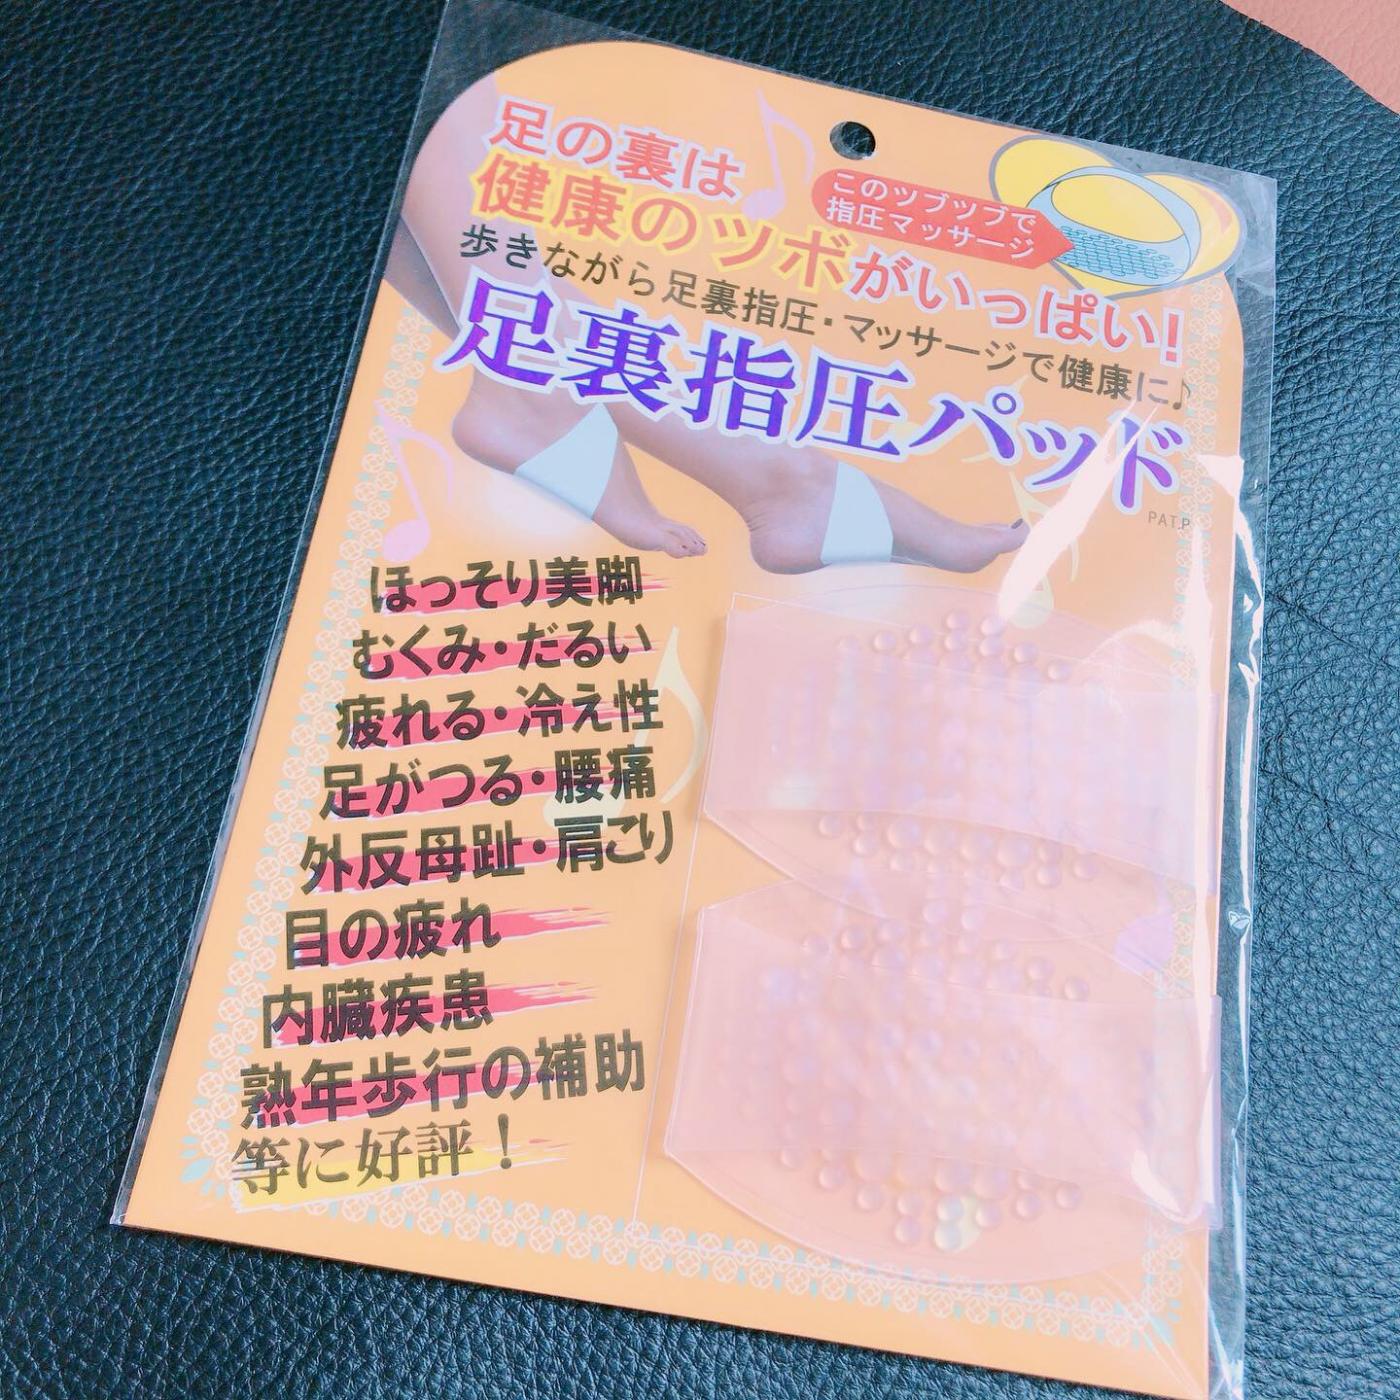 足の裏は
健康のツボがいっぱい!
このツブツブで
指圧マッサージ
歩きながら足裏指圧・マッサージで健康に♪
足裏指圧パッド
PAT.P
ほっそり美脚
むくみ・だるい
疲れる・冷え性
足がつる・腰痛
外反母趾・肩こり
目の疲れ
内臓疾患
熟年歩行の補助
等に好評!